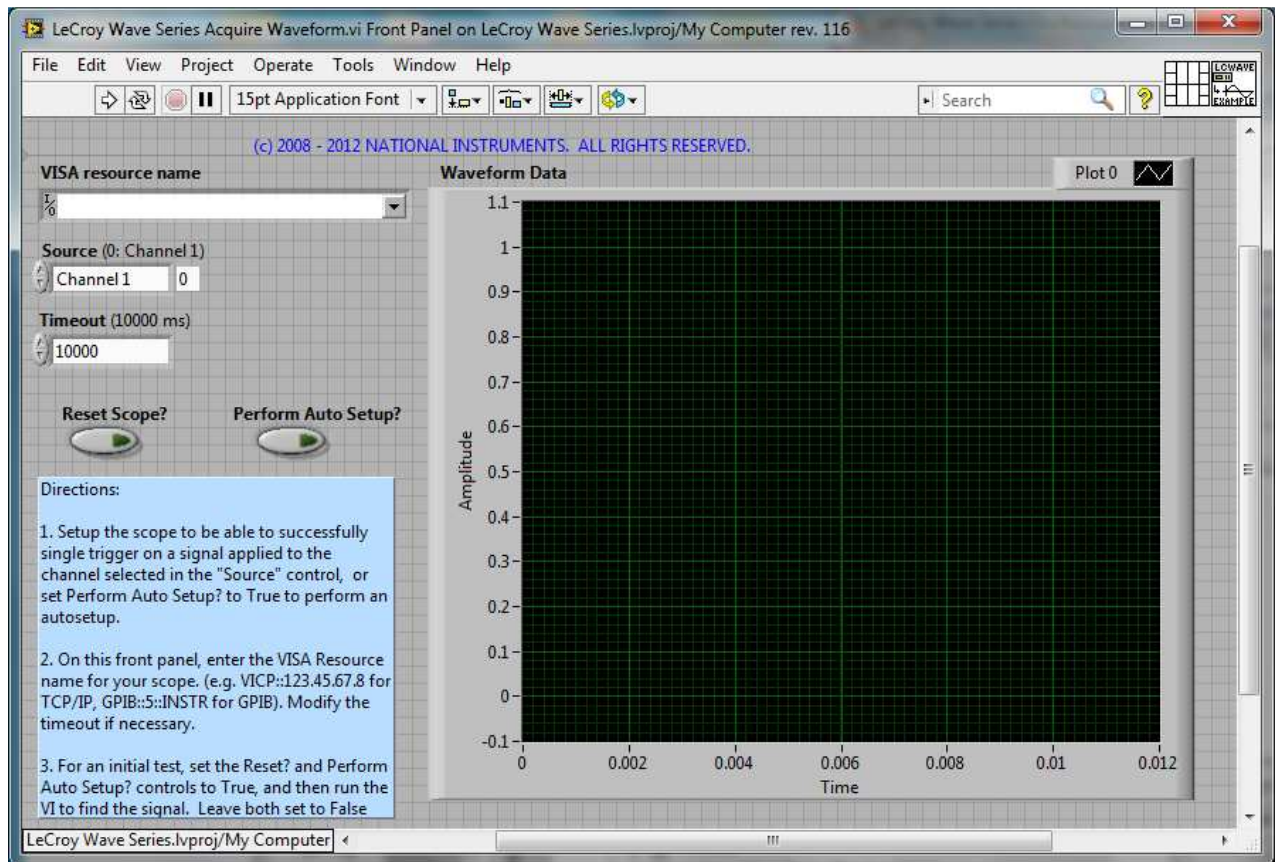 LeCroy Wave Series Acquire Waveform.vi Front Panel on LeCroy Wave Series.lvproj/My Computer rev. 116
File Edit View Project Operate Tools Window Help
15pt Application Font
Search
LCWAVE
EXAMPLE
(c) 2008 - 2012 NATIONAL INSTRUMENTS. ALL RIGHTS RESERVED.
VISA resource name
Source (0: Channel 1)
Channel 1 0
Timeout (10000 ms)
10000
Reset Scope? Perform Auto Setup?
Directions:
1. Setup the scope to be able to successfully
single trigger on a signal applied to the
channel selected in the "Source" control, or
set Perform Auto Setup? to True to perform an
autosetup.
2. On this front panel, enter the VISA Resource
name for your scope. (e.g. VICP::123.45.67.8 for
TCP/IP, GPIB::5::INSTR for GPIB). Modify the
timeout if necessary.
3. For an initial test, set the Reset? and Perform
Auto Setup? controls to True, and then run the
VI to find the signal. Leave both set to False
Waveform Data
Plot 0
Amplitude
1.1
1
0.9
0.8
0.7
0.6
0.5
0.4
0.3
0.2
0.1
0
-0.1
0 0.002 0.004 0.006 0.008 0.01 0.012
Time
LeCroy Wave Series.lvproj/My Computer